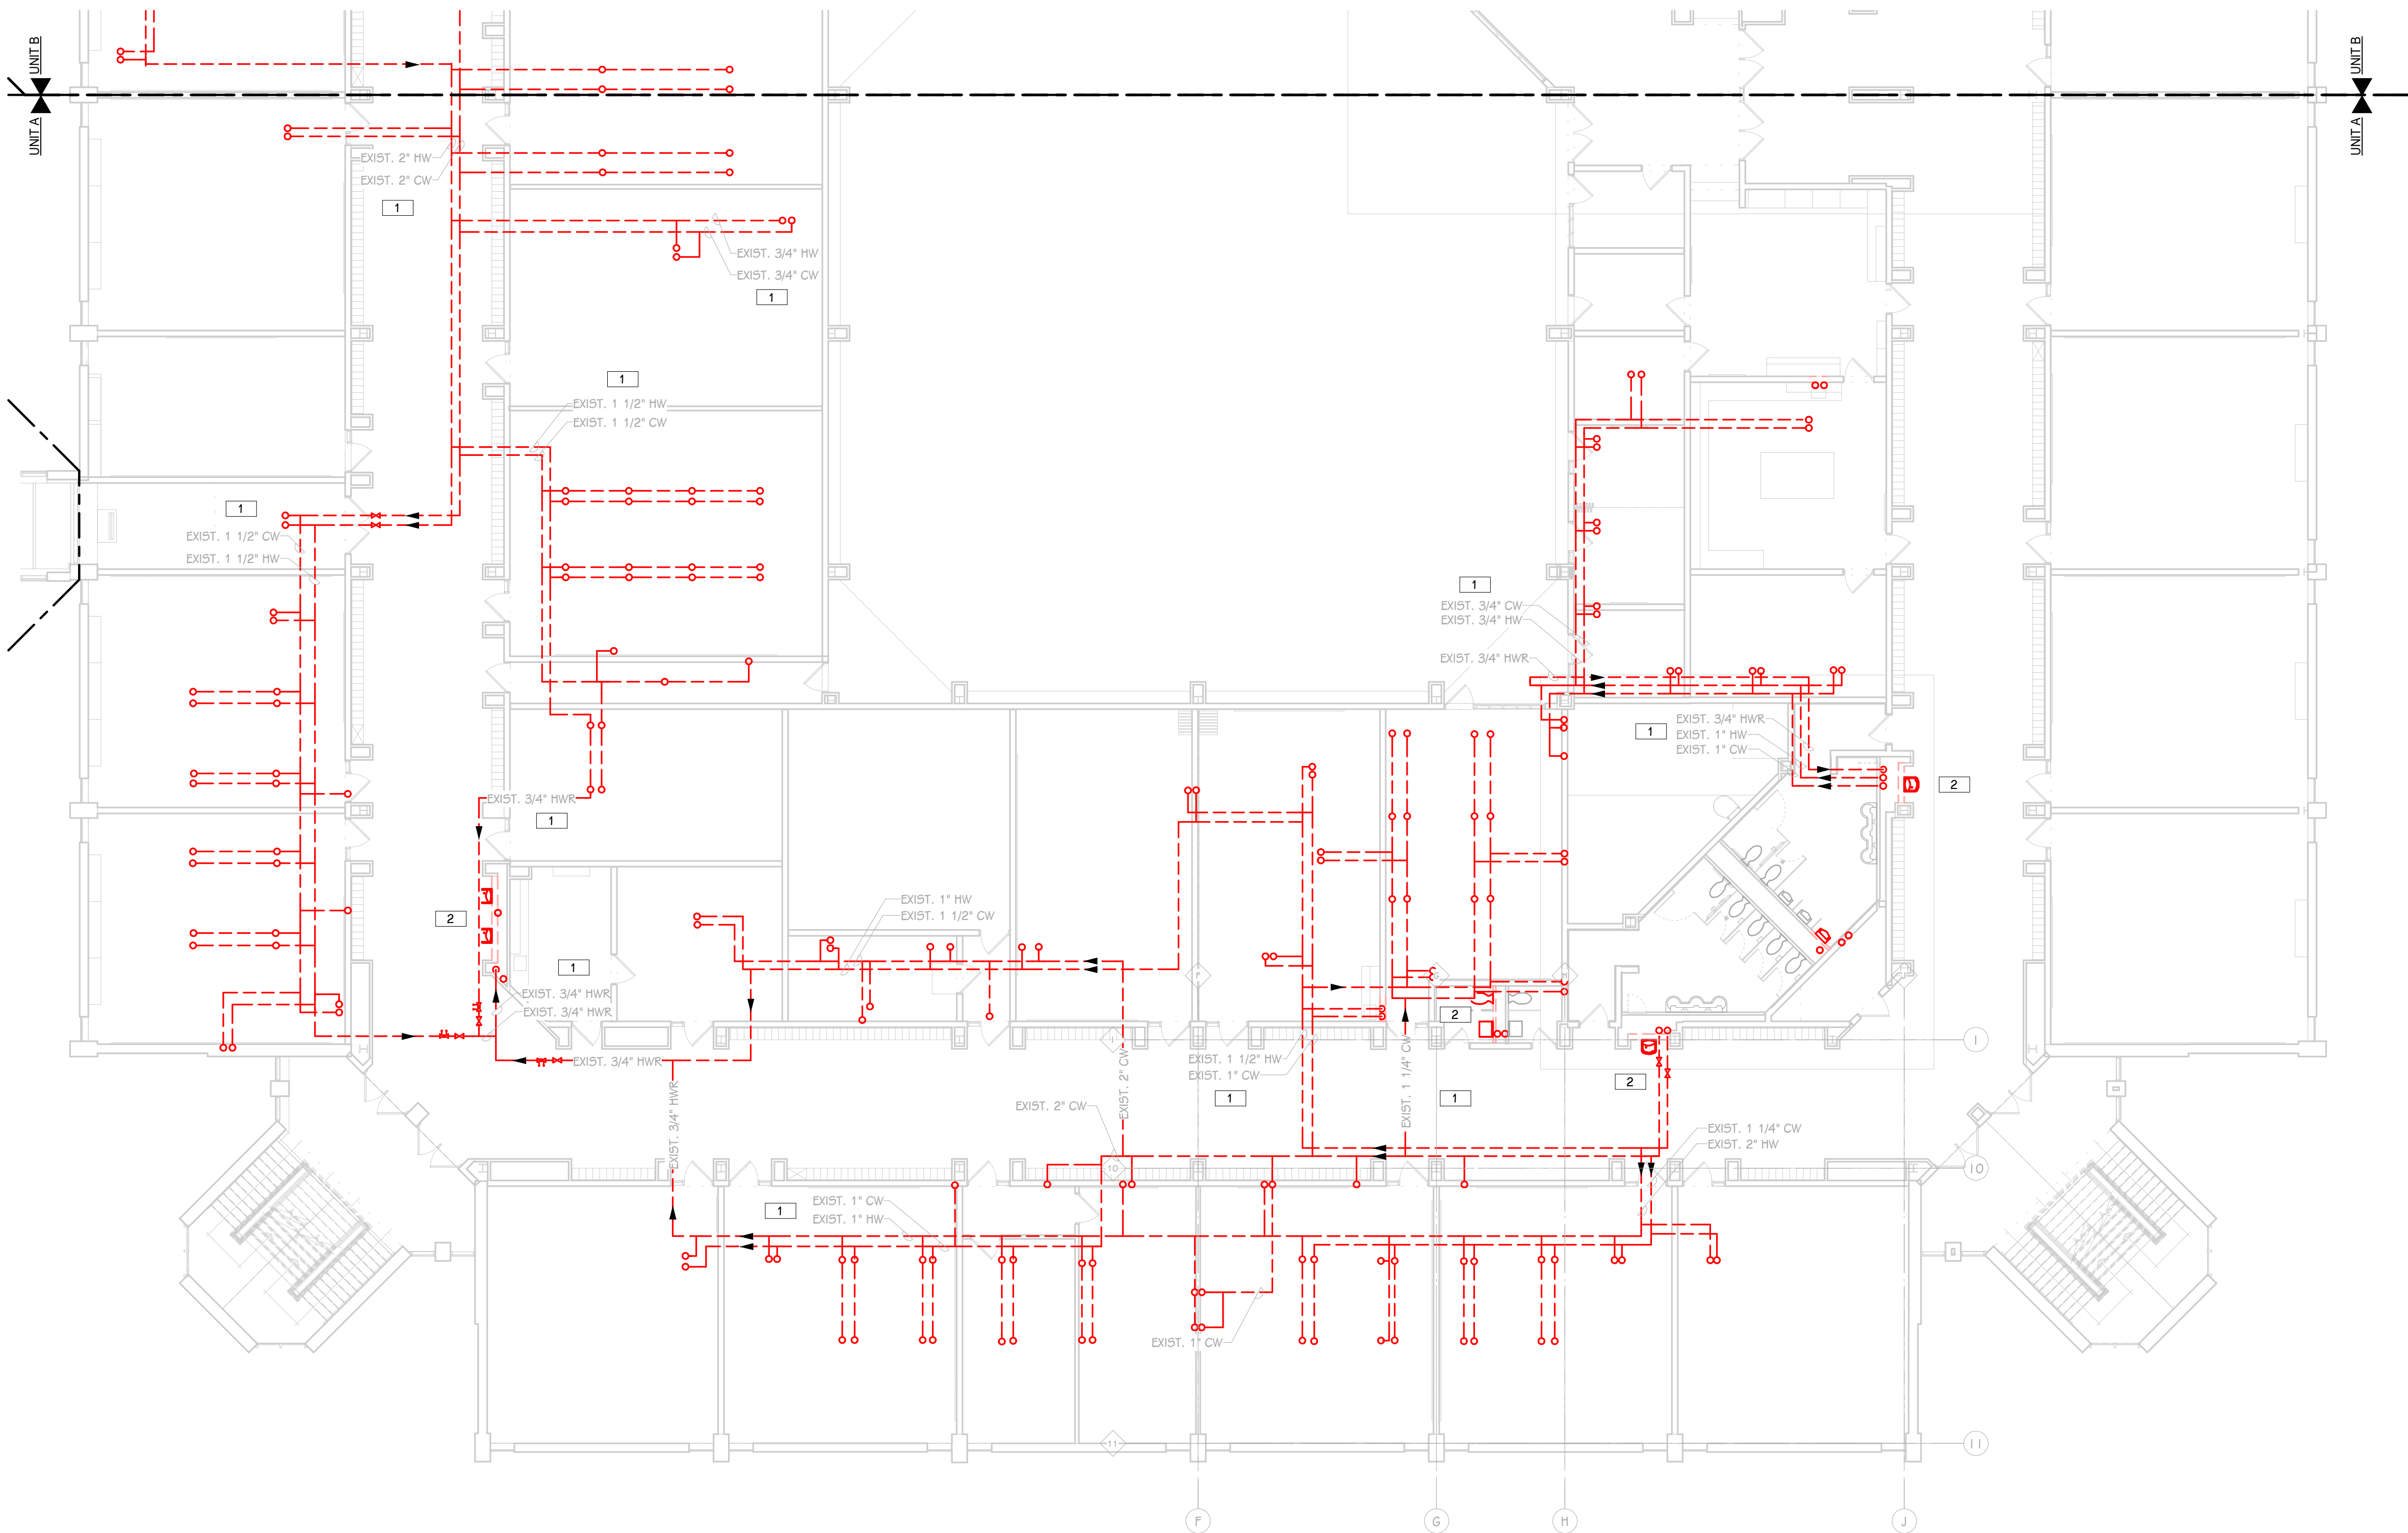 UNIT B
UNIT A
UNIT B
UNIT A
EXIST. 2" HW
EXIST. 2" CW
1
EXIST. 3/4" HW
EXIST. 3/4" CW
1
1
EXIST. 1 1/2" HW
EXIST. 1 1/2" CW
1
EXIST. 1 1/2" CW
EXIST. 1 1/2" HW
1
EXIST. 3/4" CW
EXIST. 3/4" HW
EXIST. 3/4" HWR
EXIST. 3/4" HWR
1
EXIST. 1" HW
EXIST. 1" CW
2
EXIST. 3/4" HWR
1
2
EXIST. 1" HW
EXIST. 1 1/2" CW
1
EXIST. 3/4" HWR
EXIST. 3/4" HWR
F
G
H
J
2
1
I
EXIST. 3/4" HWR
EXIST. 3/4" HWR
EXIST. 2" CW
EXIST. 1 1/2" HW
EXIST. 1" CW
EXIST. 1 1/4" CW
2
1
1
EXIST. 2" CW
EXIST. 1 1/4" CW
EXIST. 2" HW
10
10
EXIST. 1" CW
1
EXIST. 1" HW
EXIST. 1" CW
11
11
F
G
H
J